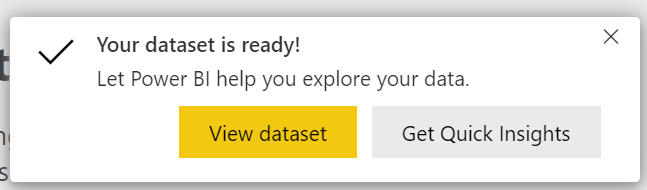 Your dataset is ready!
Let Power BI help you explore your data.
View dataset
Get Quick Insights